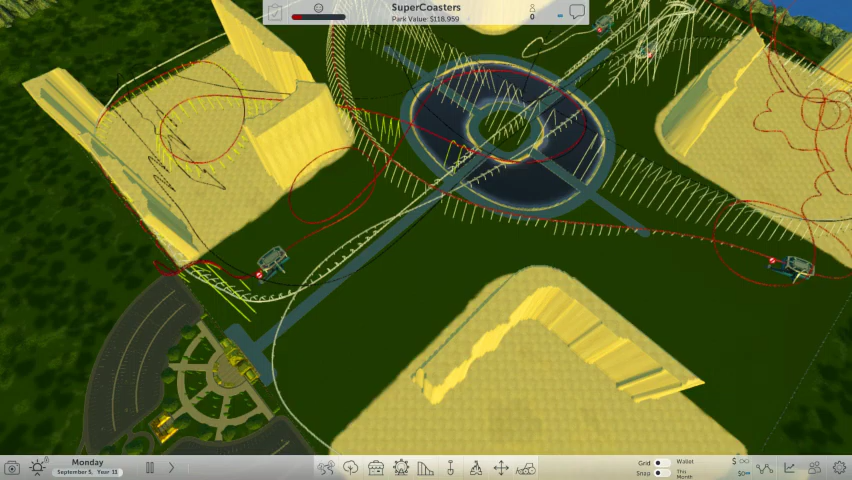 SuperCoasters
Park Value: $118,959
0
Monday
September 5, Year 13
Grid
Snap
Wallet
$ ∞
This
Month